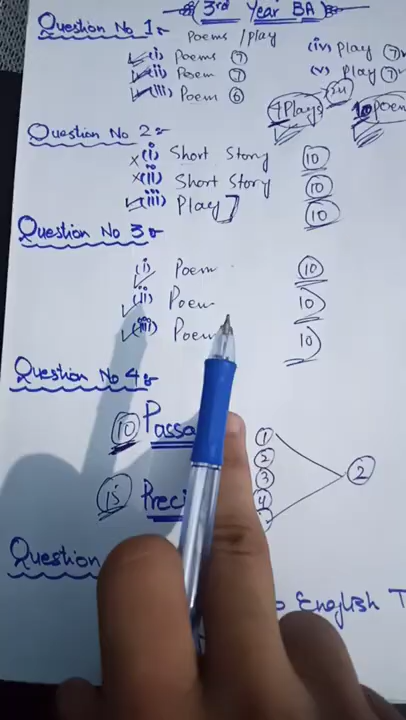 3rd Year BA
Question No 1:-
Poems / play
(i) Poems 7
(ii) Poem 7
(iii) Poem 6
(iv) Play 7
(v) Play 7
4 Plays
10 Poem
Question No 2:-
x (i) Short Story 10
x (ii) Short Story 10
(iii) Play 10
Question No 3:-
(i) Poem 10
(ii) Poem 10
(iii) Poem 10
Question No 4:-
10 Passa
1
2
3
4
2
15 Preci
Question
English T